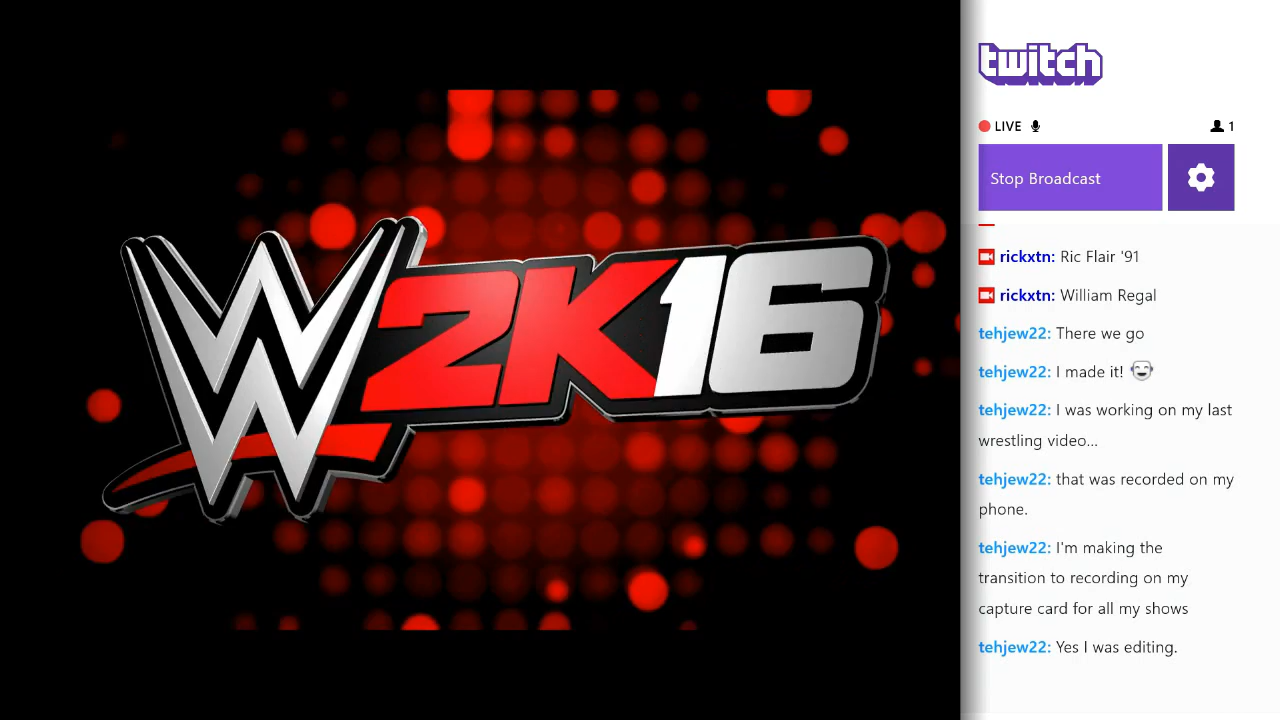 W2K16
twitch
LIVE 1
Stop Broadcast
rickxtn: Ric Flair '91
rickxtn: William Regal
tehjew22: There we go
tehjew22: I made it!
tehjew22: I was working on my last
wrestling video...
tehjew22: that was recorded on my
phone.
tehjew22: I'm making the
transition to recording on my
capture card for all my shows
tehjew22: Yes I was editing.